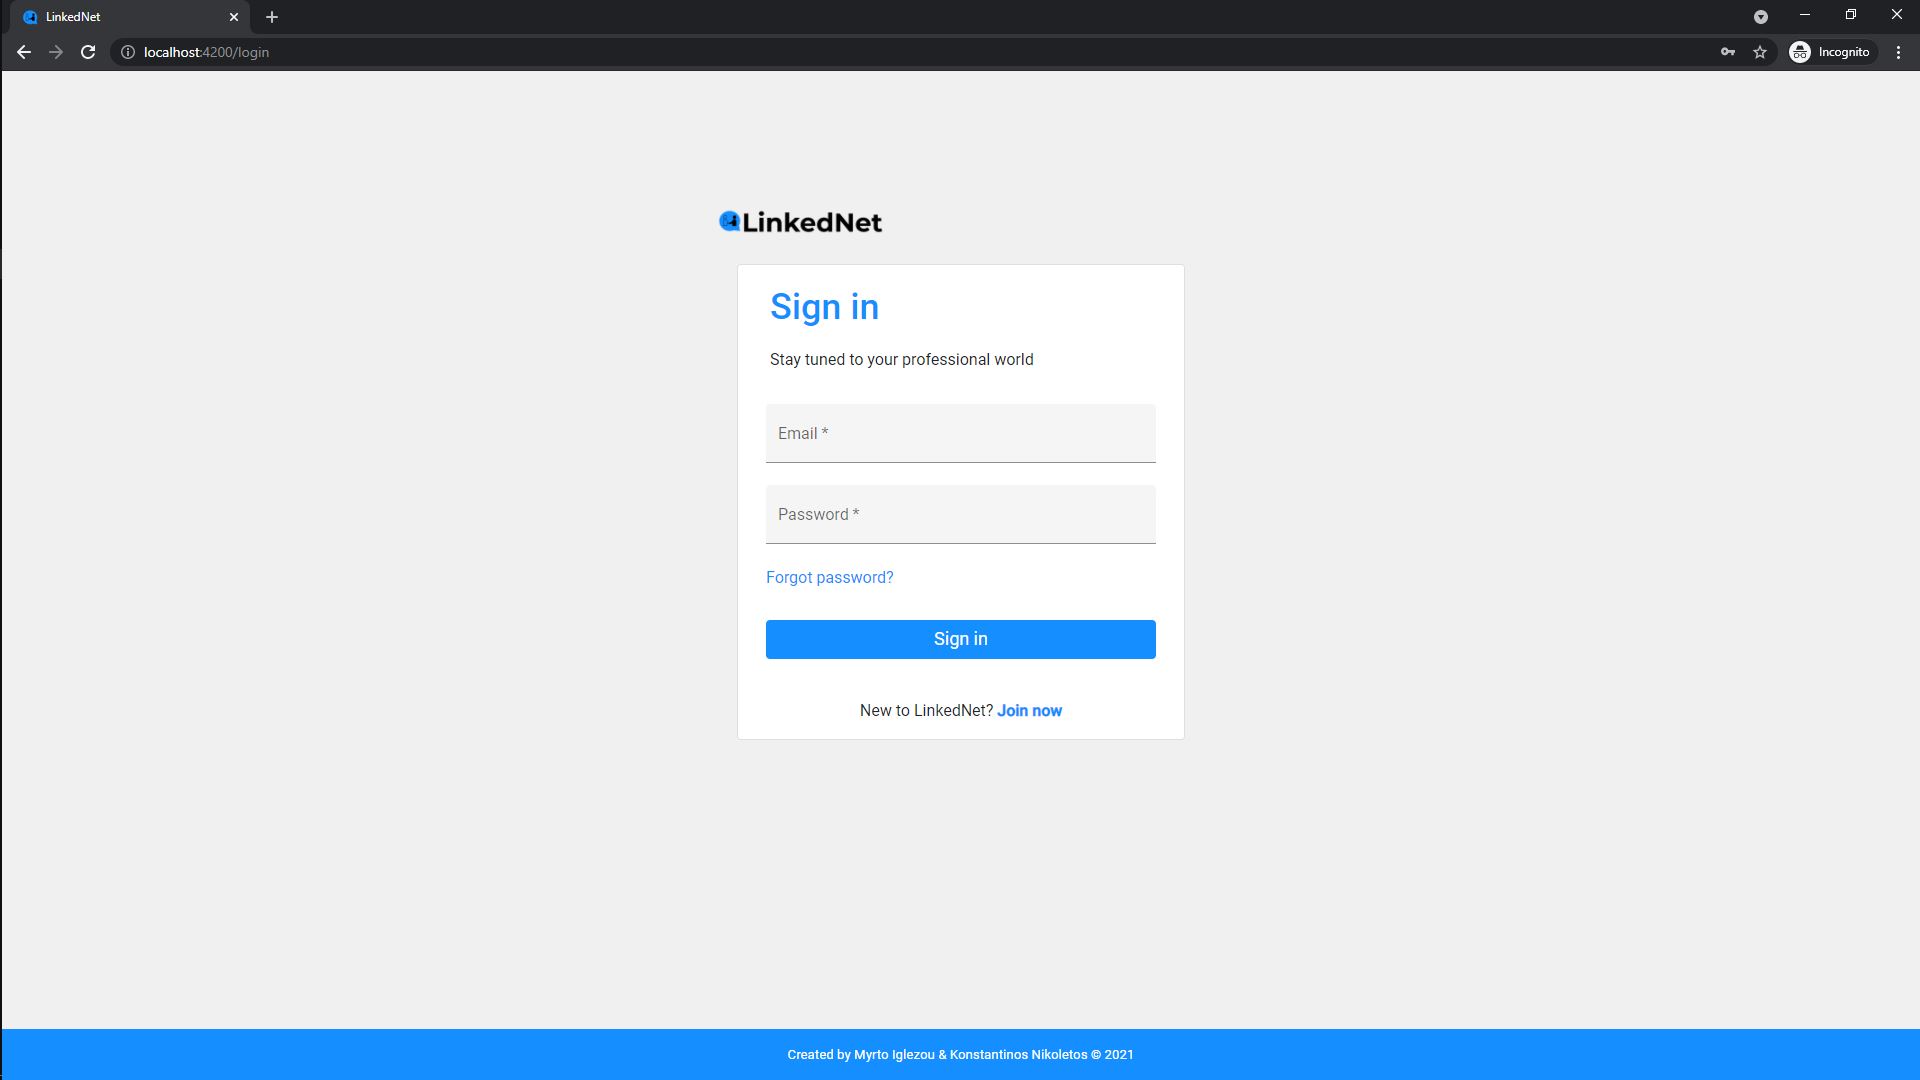 LinkedNet
localhost:4200/login
Incognito
LinkedNet
Sign in
Stay tuned to your professional world
Email *
Password *
Forgot password?
Sign in
New to LinkedNet? Join now
Created by Myrto Iglezou & Konstantinos Nikoletos © 2021